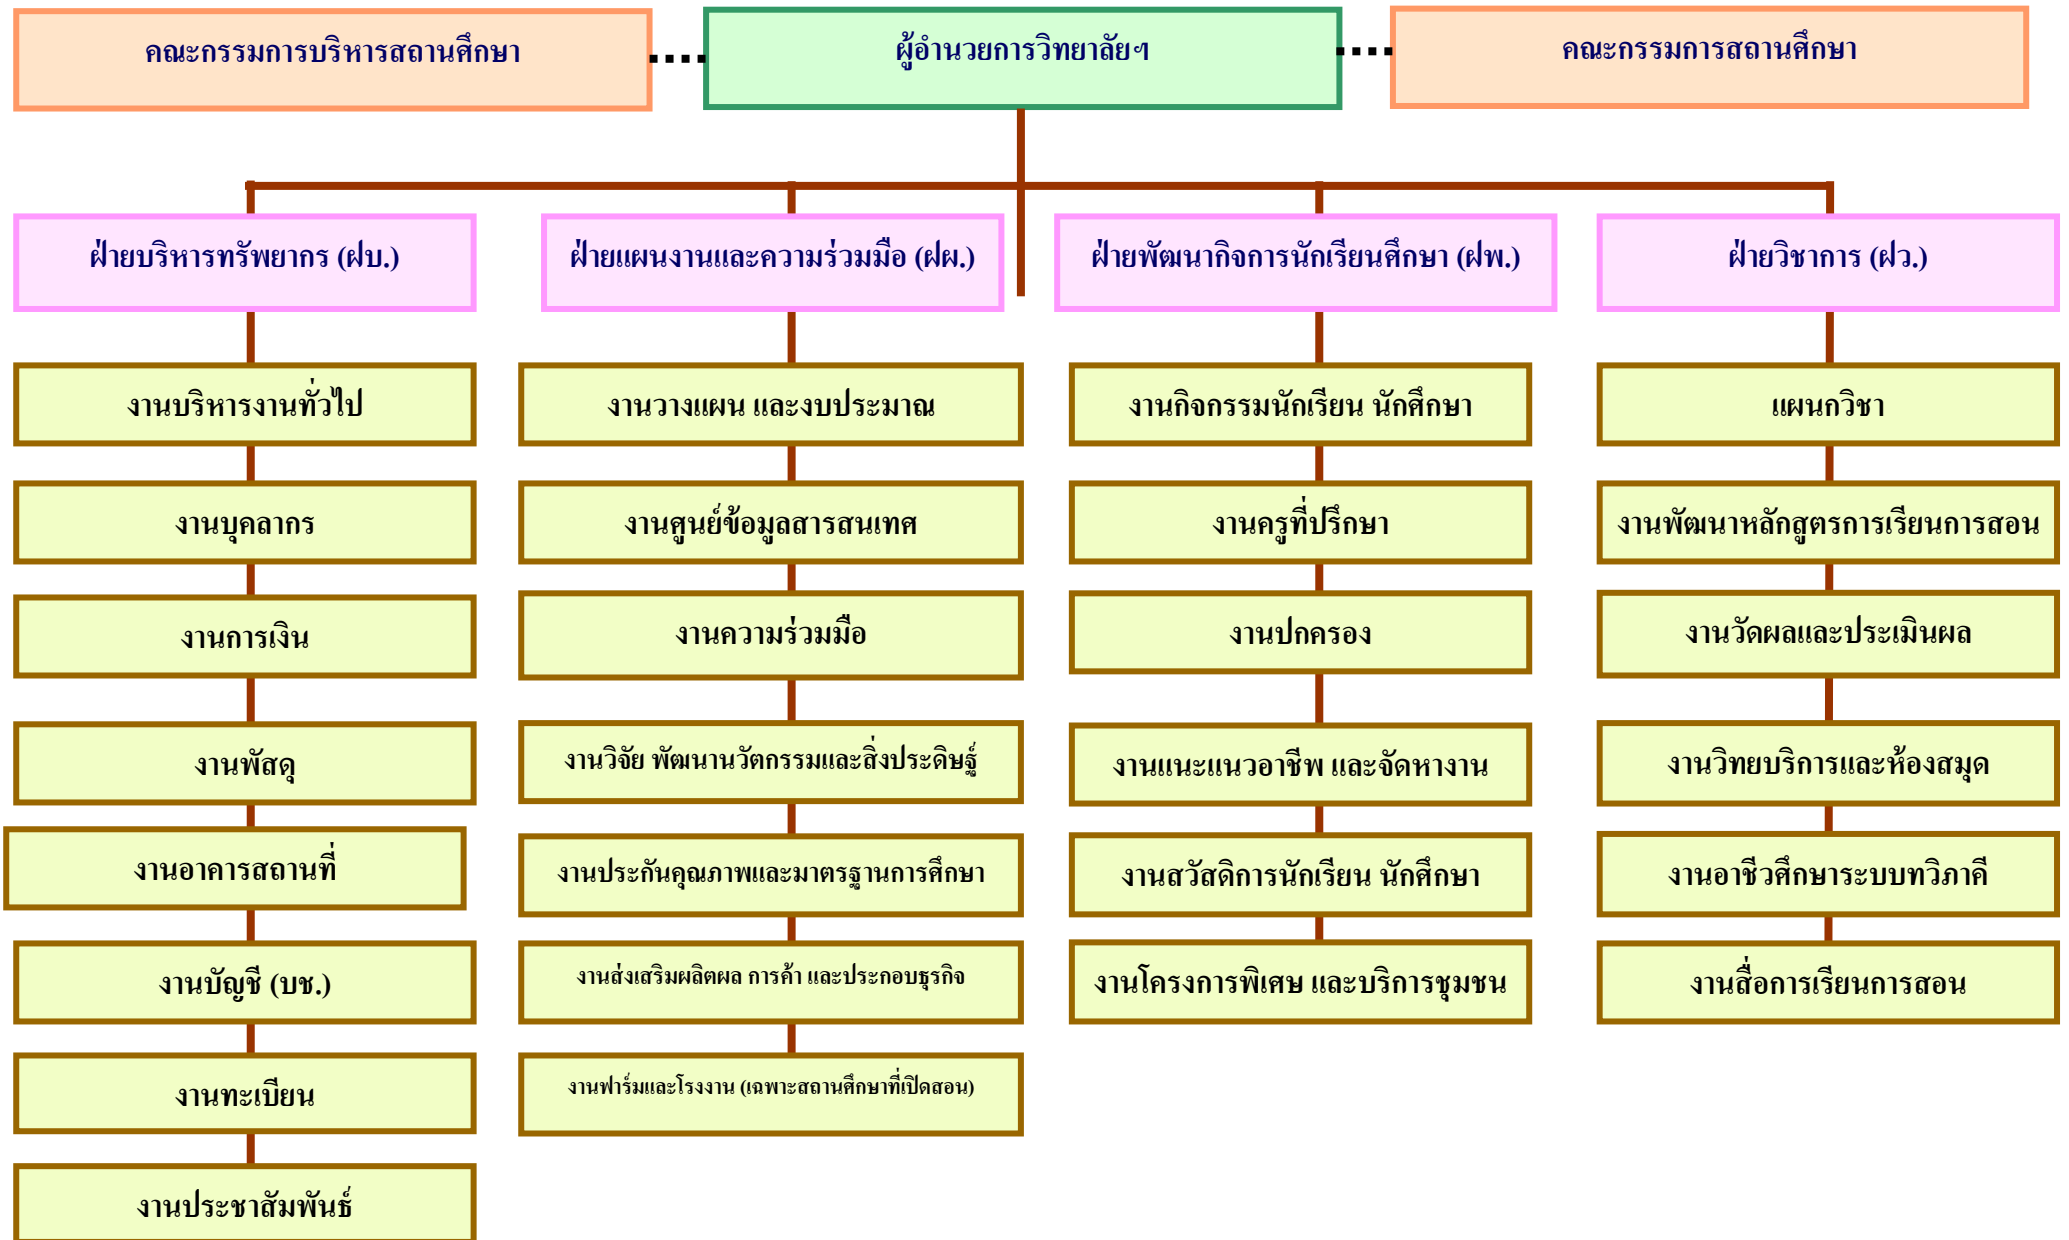 คณะกรรมการบริหารสถานศึกษา
ผู้อำนวยการวิทยาลัยฯ
คณะกรรมการสถานศึกษา
ฝ่ายบริหารทรัพยากร (ฝบ.)
ฝ่ายแผนงานและความร่วมมือ (ฝผ.)
ฝ่ายพัฒนากิจการนักเรียนศึกษา (ฝพ.)
ฝ่ายวิชาการ (ฝว.)
งานบริหารงานทั่วไป
งานบุคลากร
งานการเงิน
งานพัสดุ
งานอาคารสถานที่
งานบัญชี (บช.)
งานทะเบียน
งานประชาสัมพันธ์
งานวางแผน และงบประมาณ
งานศูนย์ข้อมูลสารสนเทศ
งานความร่วมมือ
งานวิจัย พัฒนานวัตกรรมและสิ่งประดิษฐ์
งานประกันคุณภาพและมาตรฐานการศึกษา
งานส่งเสริมผลิตผล การค้า และประกอบธุรกิจ
งานฟาร์มและโรงงาน (เฉพาะสถานศึกษาที่เปิดสอน)
งานกิจกรรมนักเรียน นักศึกษา
งานครูที่ปรึกษา
งานปกครอง
งานแนะแนวอาชีพ และจัดหางาน
งานสวัสดิการนักเรียน นักศึกษา
งานโครงการพิเศษ และบริการชุมชน
แผนกวิชา
งานพัฒนาหลักสูตรการเรียนการสอน
งานวัดผลและประเมินผล
งานวิทยบริการและห้องสมุด
งานอาชีวศึกษาระบบทวิภาคี
งานสื่อการเรียนการสอน